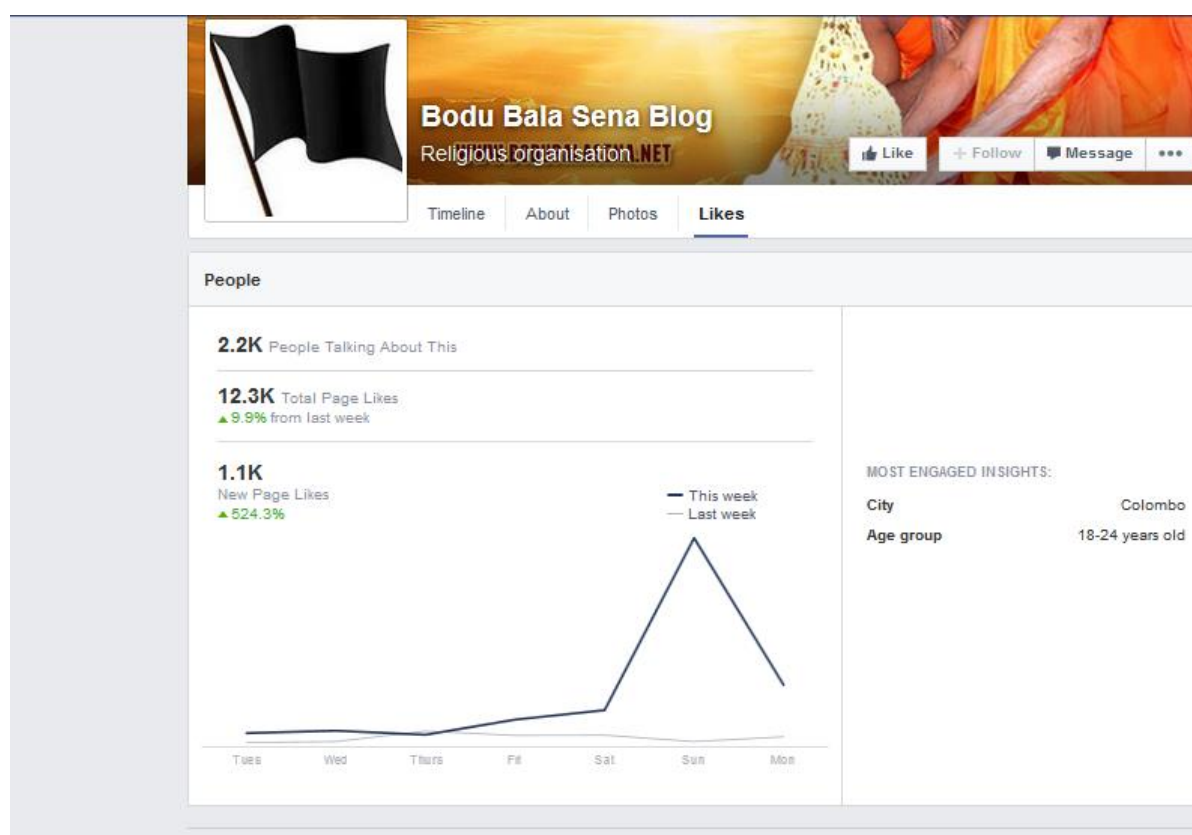 Bodu Bala Sena Blog
Religious organisation
.NET
Like
Follow
Message
Timeline
About
Photos
Likes
People
2.2K People Talking About This
12.3K Total Page Likes
▲ 9.9% from last week
1.1K
New Page Likes
▲ 524.3%
This week
Last week
Tues Wed Thurs Fri Sat Sun Mon
MOST ENGAGED INSIGHTS:
City Colombo
Age group 18-24 years old